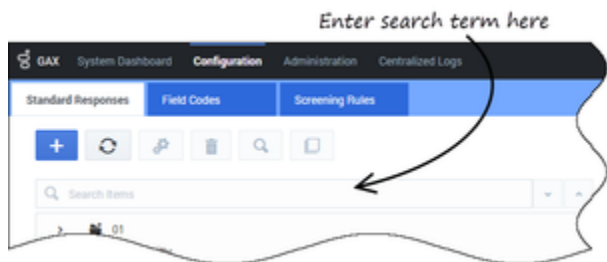 Enter search term here
GAX System Dashboard Configuration Administration Centralized Logs
Standard Responses Field Codes Screening Rules
Search Items
01